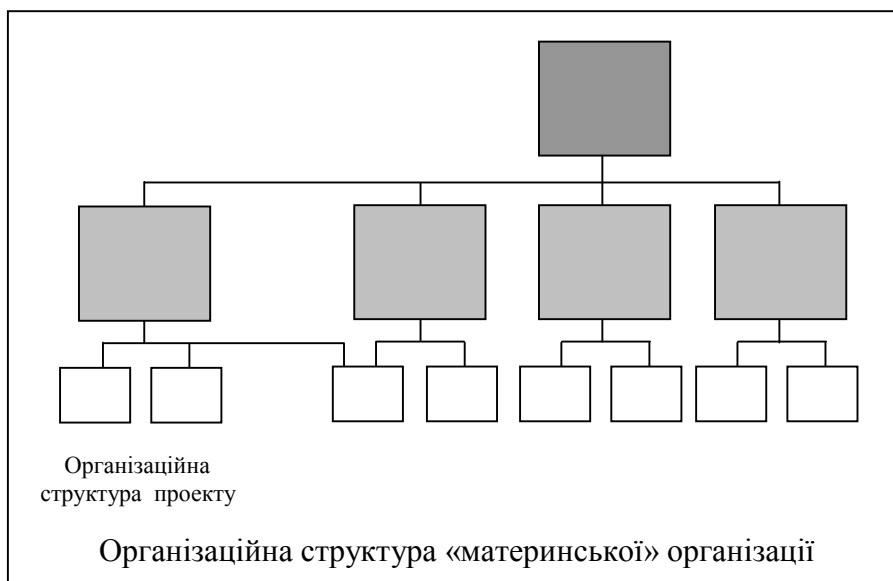 Організаційна
структура проекту
Організаційна структура «материнської» організації